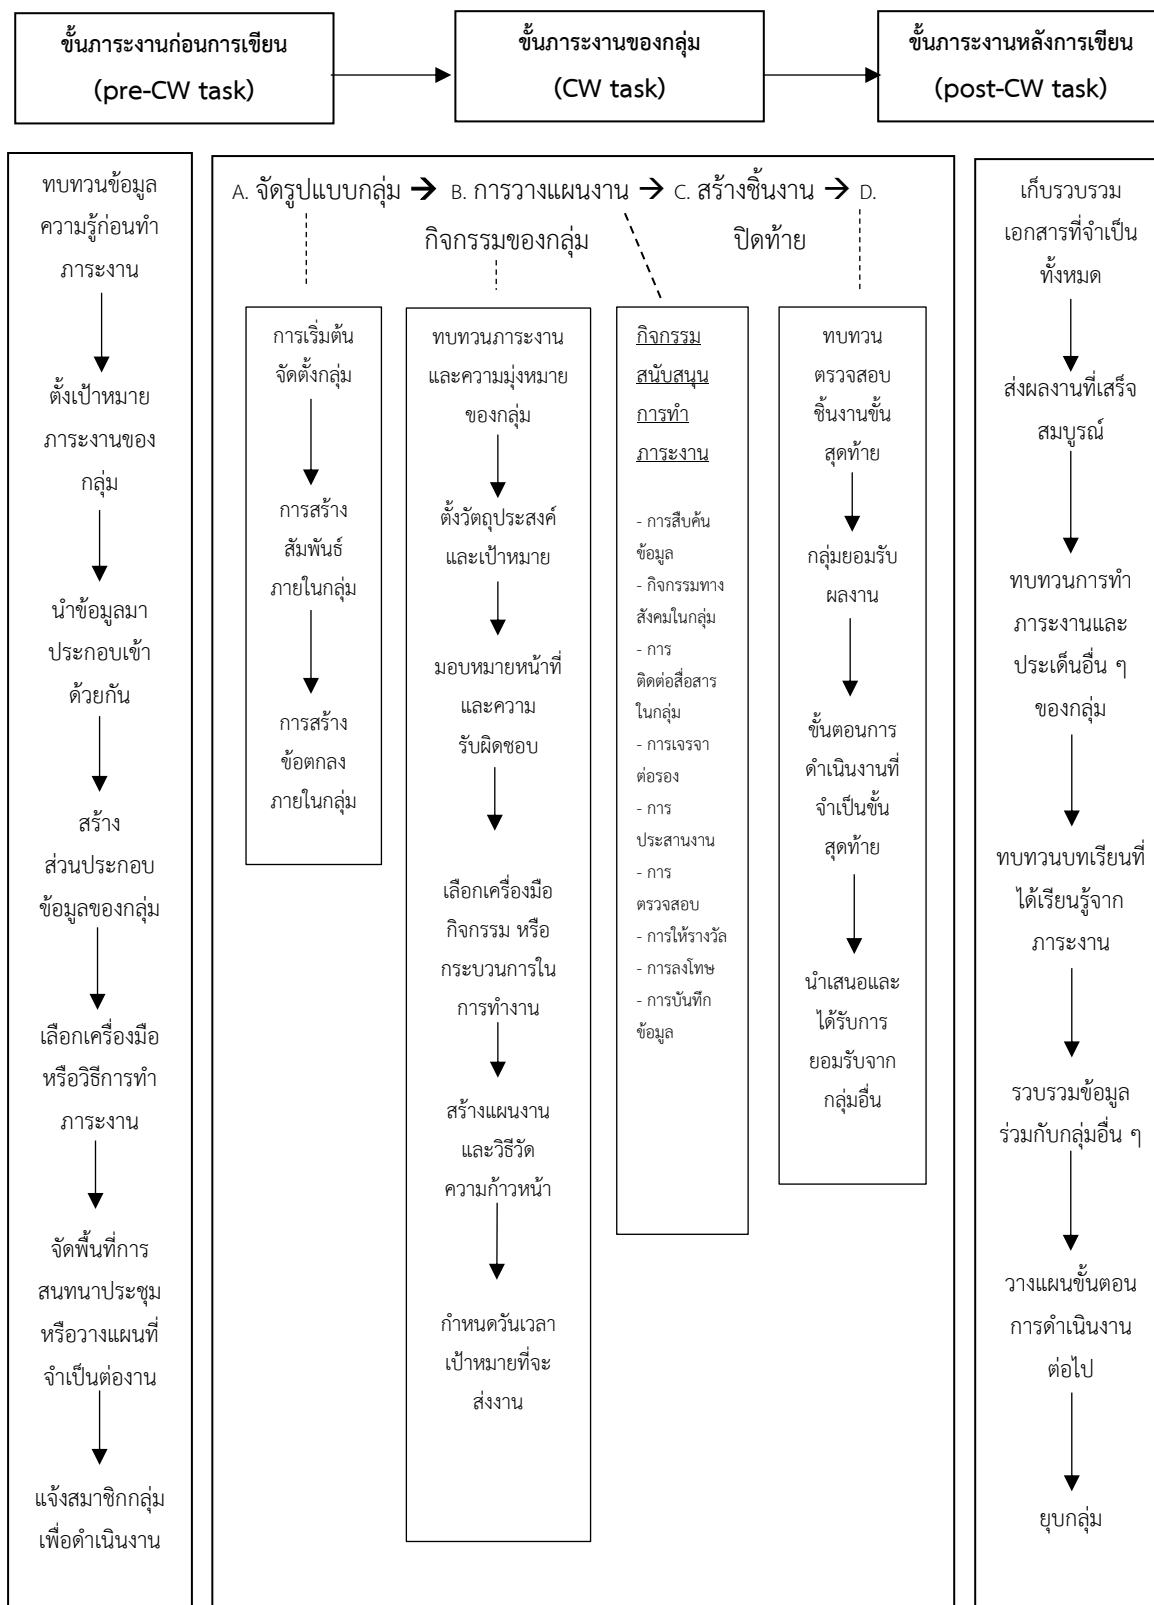 ขั้นภาระงานก่อนการเขียน
(pre-CW task)
ขั้นภาระงานของกลุ่ม
(CW task)
ขั้นภาระงานหลังการเขียน
(post-CW task)
ทบทวนข้อมูล
ความรู้ก่อนทำ
ภาระงาน
ตั้งเป้าหมาย
ภาระงานของ
กลุ่ม
นำข้อมูลมา
ประกอบเข้า
ด้วยกัน
สร้าง
ส่วนประกอบ
ข้อมูลของกลุ่ม
เลือกเครื่องมือ
หรือวิธีการทำ
ภาระงาน
จัดพื้นที่การ
สนทนาประชุม
หรือวางแผนที่
จำเป็นต่องาน
แจ้งสมาชิกกลุ่ม
เพื่อดำเนินงาน
A. จัดรูปแบบกลุ่ม → B. การวางแผนงาน → C. สร้างชิ้นงาน → D.
กิจกรรมของกลุ่ม ปิดท้าย
การเริ่มต้น
จัดตั้งกลุ่ม
การสร้าง
สัมพันธ์
ภายในกลุ่ม
การสร้าง
ข้อตกลง
ภายในกลุ่ม
ทบทวนภาระงาน
และความมุ่งหมาย
ของกลุ่ม
ตั้งวัตถุประสงค์
และเป้าหมาย
มอบหมายหน้าที่
และความ
รับผิดชอบ
เลือกเครื่องมือ
กิจกรรม หรือ
กระบวนการใน
การทำงาน
สร้างแผนงาน
และวิธีวัด
ความก้าวหน้า
กำหนดวันเวลา
เป้าหมายที่จะ
ส่งงาน
กิจกรรม
สนับสนุน
การทำ
ภาระงาน
- การสืบค้น
ข้อมูล
- กิจกรรมทาง
สังคมในกลุ่ม
- การ
ติดต่อสื่อสาร
ในกลุ่ม
- การเจรจา
ต่อรอง
- การ
ประสานงาน
- การ
ตรวจสอบ
- การให้รางวัล
- การลงโทษ
- การบันทึก
ข้อมูล
ทบทวน
ตรวจสอบ
ชิ้นงานขั้น
สุดท้าย
กลุ่มยอมรับ
ผลงาน
ขั้นตอนการ
ดำเนินงานที่
จำเป็นขั้น
สุดท้าย
นำเสนอและ
ได้รับการ
ยอมรับจาก
กลุ่มอื่น
เก็บรวบรวม
เอกสารที่จำเป็น
ทั้งหมด
ส่งผลงานที่เสร็จ
สมบูรณ์
ทบทวนการทำ
ภาระงานและ
ประเด็นอื่น ๆ
ของกลุ่ม
ทบทวนบทเรียนที่
ได้เรียนรู้จาก
ภาระงาน
รวบรวมข้อมูล
ร่วมกับกลุ่มอื่น ๆ
วางแผนขั้นตอน
การดำเนินงาน
ต่อไป
ยุบกลุ่ม